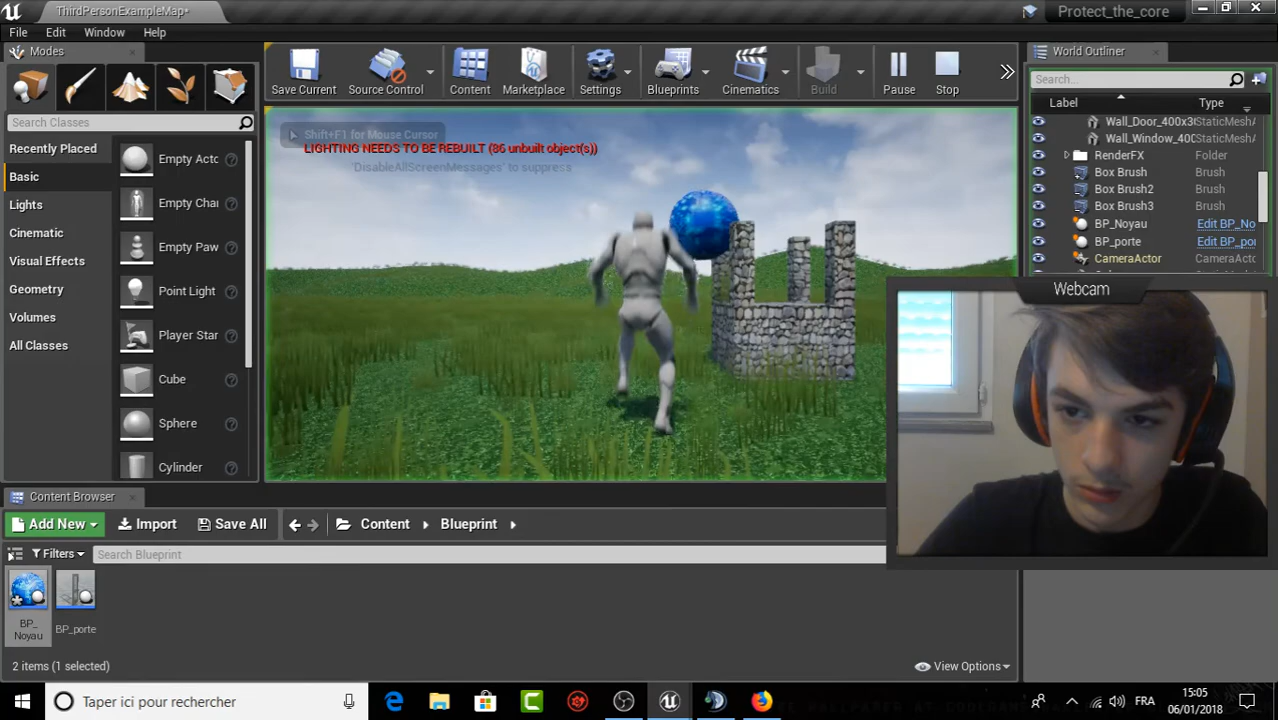 ThirdPersonExampleMap*
Protect_the_core
File Edit Window Help
Modes
Search Classes
Recently Placed
Basic
Lights
Cinematic
Visual Effects
Geometry
Volumes
All Classes
Empty Acto
Empty Char
Empty Paw
Point Light
Player Star
Cube
Sphere
Cylinder
Save Current
Source Control
Content
Marketplace
Settings
Blueprints
Cinematics
Build
Pause
Stop
Shift+F1 for Mouse Cursor
LIGHTING NEEDS TO BE REBUILT (86 unbuilt object(s))
'DisableAllScreenMessages' to suppress
World Outliner
Search...
Label Type
Wall_Door_400x30 StaticMeshA
Wall_Window_400 StaticMeshA
RenderFX Folder
Box Brush Brush
Box Brush2 Brush
Box Brush3 Brush
BP_Noyau Edit BP_No
BP_porte Edit BP_por
CameraActor CameraActo
Webcam
Content Browser
Add New Import Save All Content Blueprint
Filters Search Blueprint
BP_
Noyau
BP_porte
2 items (1 selected)
View Options
Taper ici pour rechercher
FRA
15:05
06/01/2018